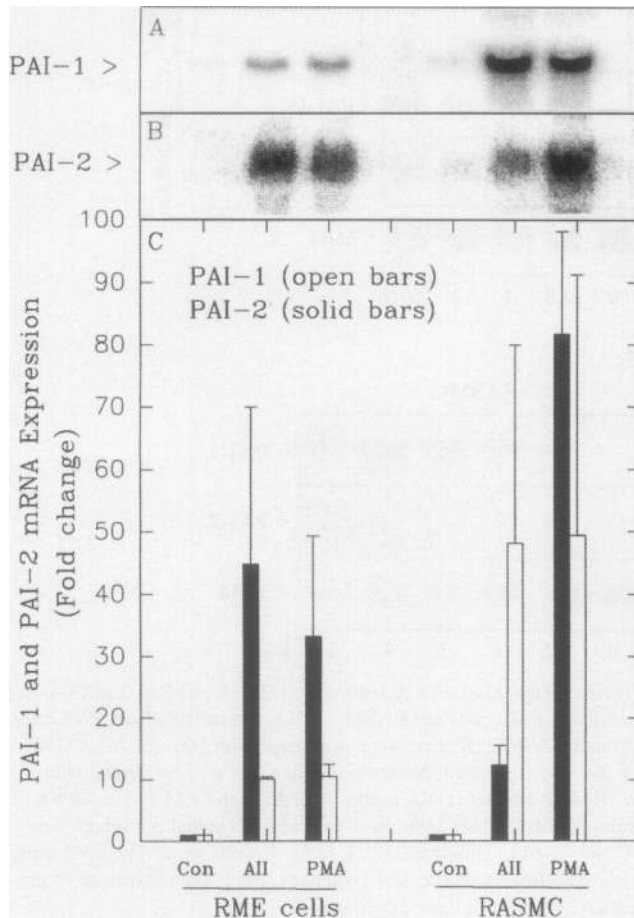 A
PAI-1 >
B
PAI-2 >
C
PAI-1 (open bars)
PAI-2 (solid bars)
PAI-1 and PAI-2 mRNA Expression
(Fold change)
100
90
80
70
60
50
40
30
20
10
0
Con AII PMA Con AII PMA
RME cells RASMC